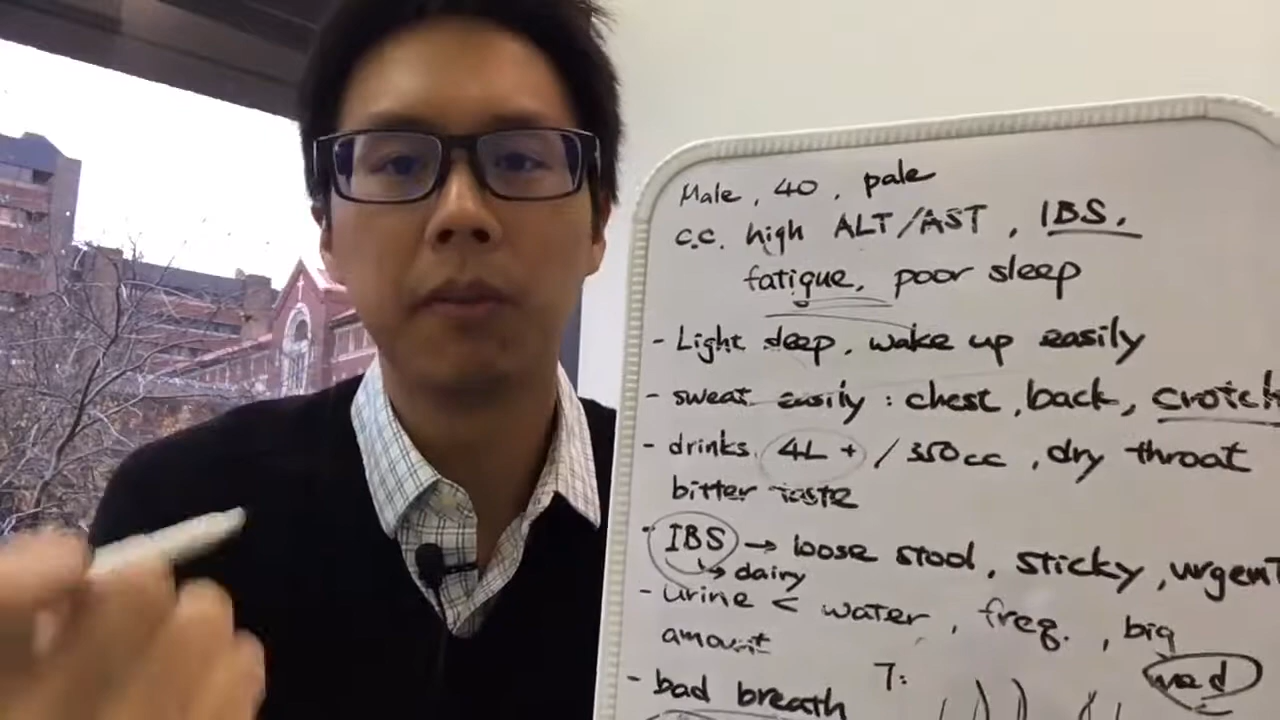 Male, 40, pale
c.c. high ALT/AST, IBS.
fatigue, poor sleep
- Light deep, wake up easily
- sweat easily: chest, back, crotch
- drinks 4L + / 350cc, dry throat
bitter taste
- IBS → loose stool, sticky, urgent
↳ dairy
- urine < water, freq., big
amount
- bad breath
T: red